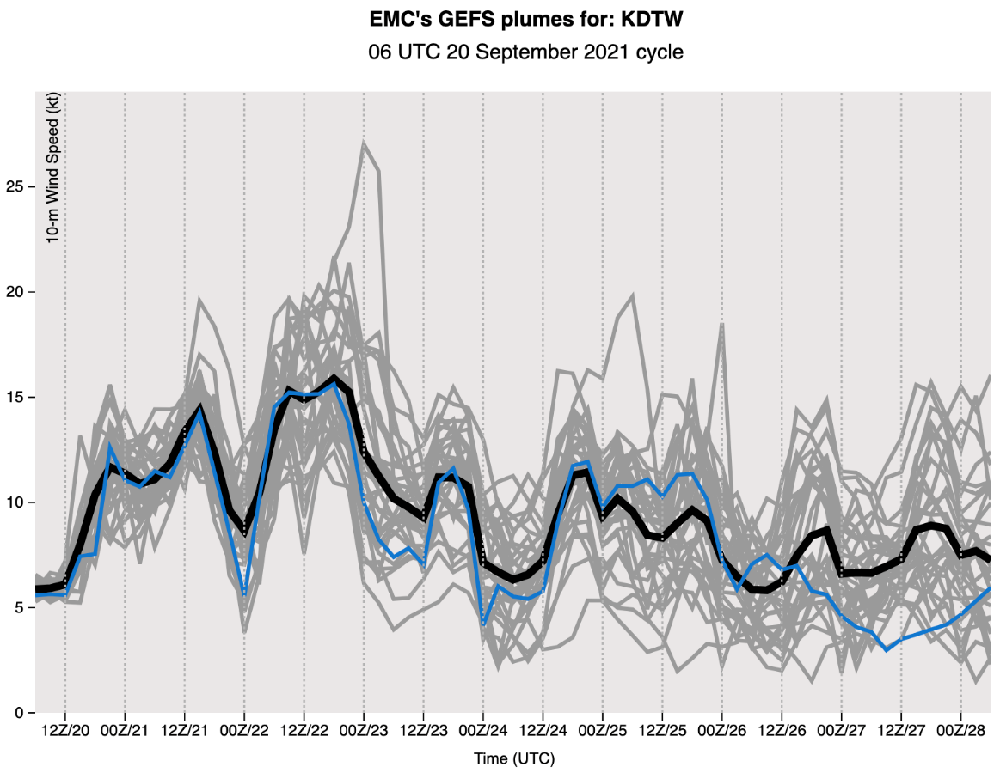 EMC's GEFS plumes for: KDTW
06 UTC 20 September 2021 cycle
10-m Wind Speed (kt)
25
20
15
10
5
0
12Z/20 00Z/21 12Z/21 00Z/22 12Z/22 00Z/23 12Z/23 00Z/24 12Z/24 00Z/25 12Z/25 00Z/26 12Z/26 00Z/27 12Z/27 00Z/28
Time (UTC)